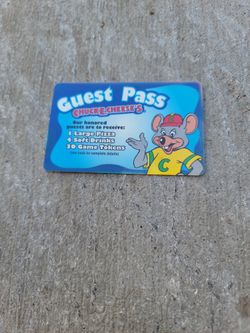 Guest Pass
CHUCK E. CHEESE'S
Our honored
guests are to receive:
1 Large Pizza
4 Soft Drinks
30 Game Tokens
C